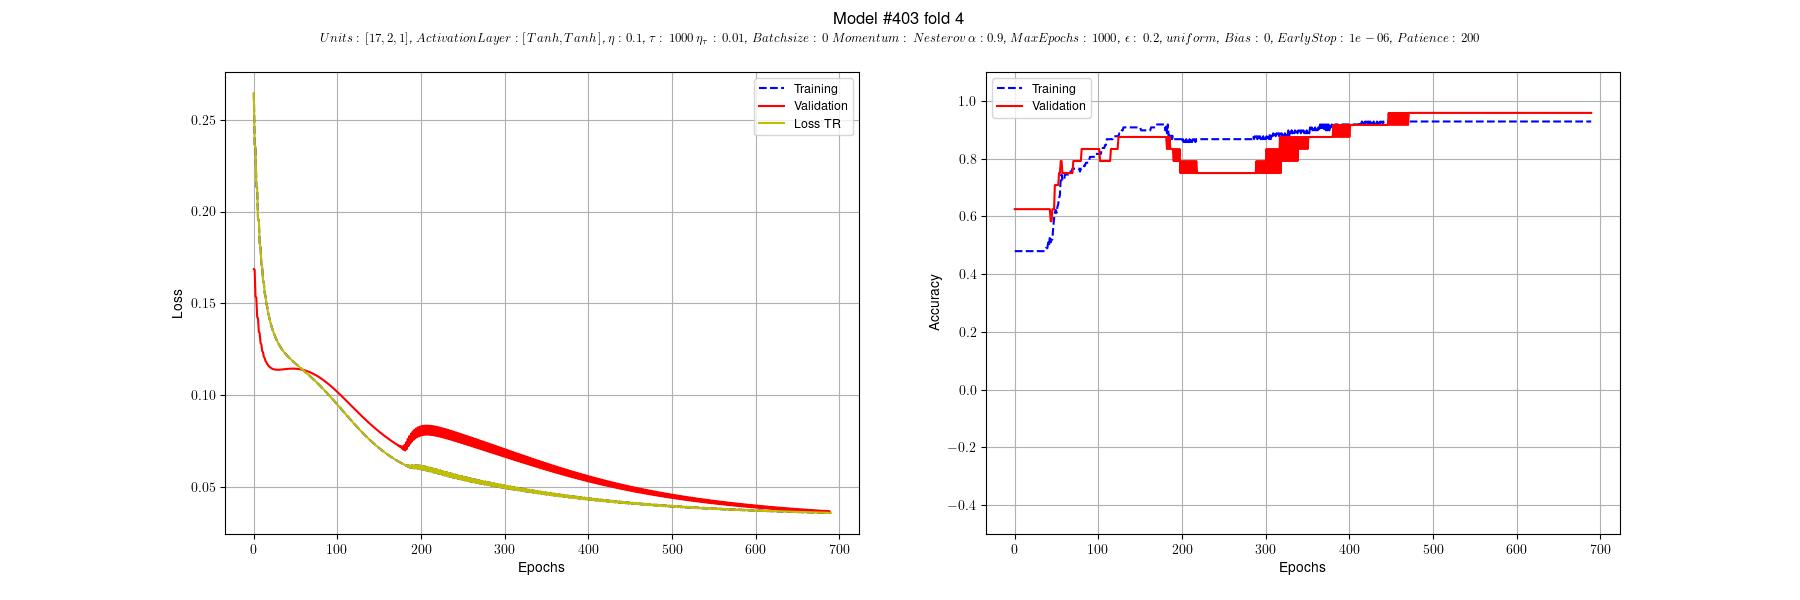 Model #403 fold 4
Units : [17, 2, 1], ActivationLayer : [Tanh, Tanh], η : 0.1, τ : 1000 ητ : 0.01, Batchsize : 0 Momentum : Nesterov α : 0.9, MaxEpochs : 1000, ϵ : 0.2, uniform, Bias : 0, EarlyStop : 1e − 06, Patience : 200
Training
Validation
Loss TR
0.25
0.20
0.15
0.10
0.05
Loss
0 100 200 300 400 500 600 700
Epochs
Training
Validation
1.0
0.8
0.6
0.4
0.2
0.0
−0.2
−0.4
Accuracy
0 100 200 300 400 500 600 700
Epochs